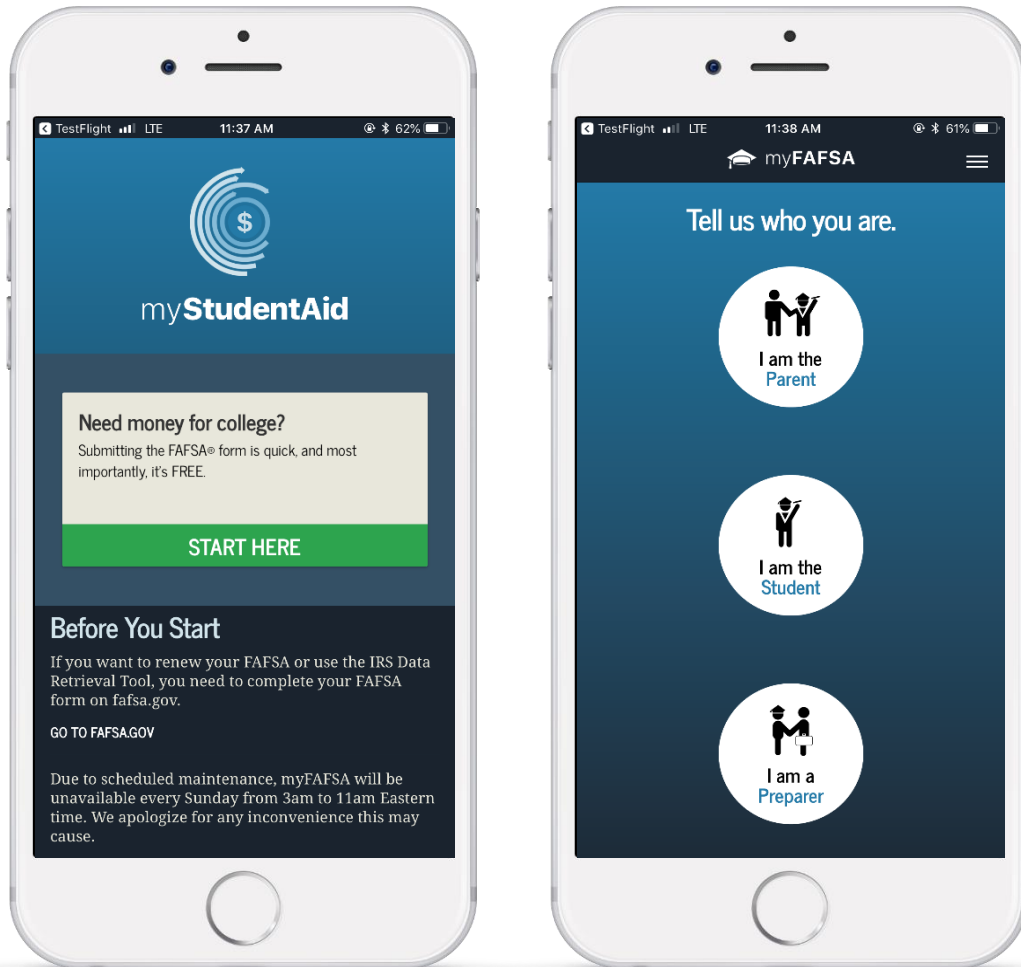 TestFlight LTE 11:37 AM 62%
$
myStudentAid
Need money for college?
Submitting the FAFSA® form is quick, and most
importantly, it's FREE.
START HERE
Before You Start
If you want to renew your FAFSA or use the IRS Data
Retrieval Tool, you need to complete your FAFSA
form on fafsa.gov.
GO TO FAFSA.GOV
Due to scheduled maintenance, myFAFSA will be
unavailable every Sunday from 3am to 11am Eastern
time. We apologize for any inconvenience this may
cause.
TestFlight LTE 11:38 AM 61%
myFAFSA
Tell us who you are.
I am the
Parent
I am the
Student
I am a
Preparer